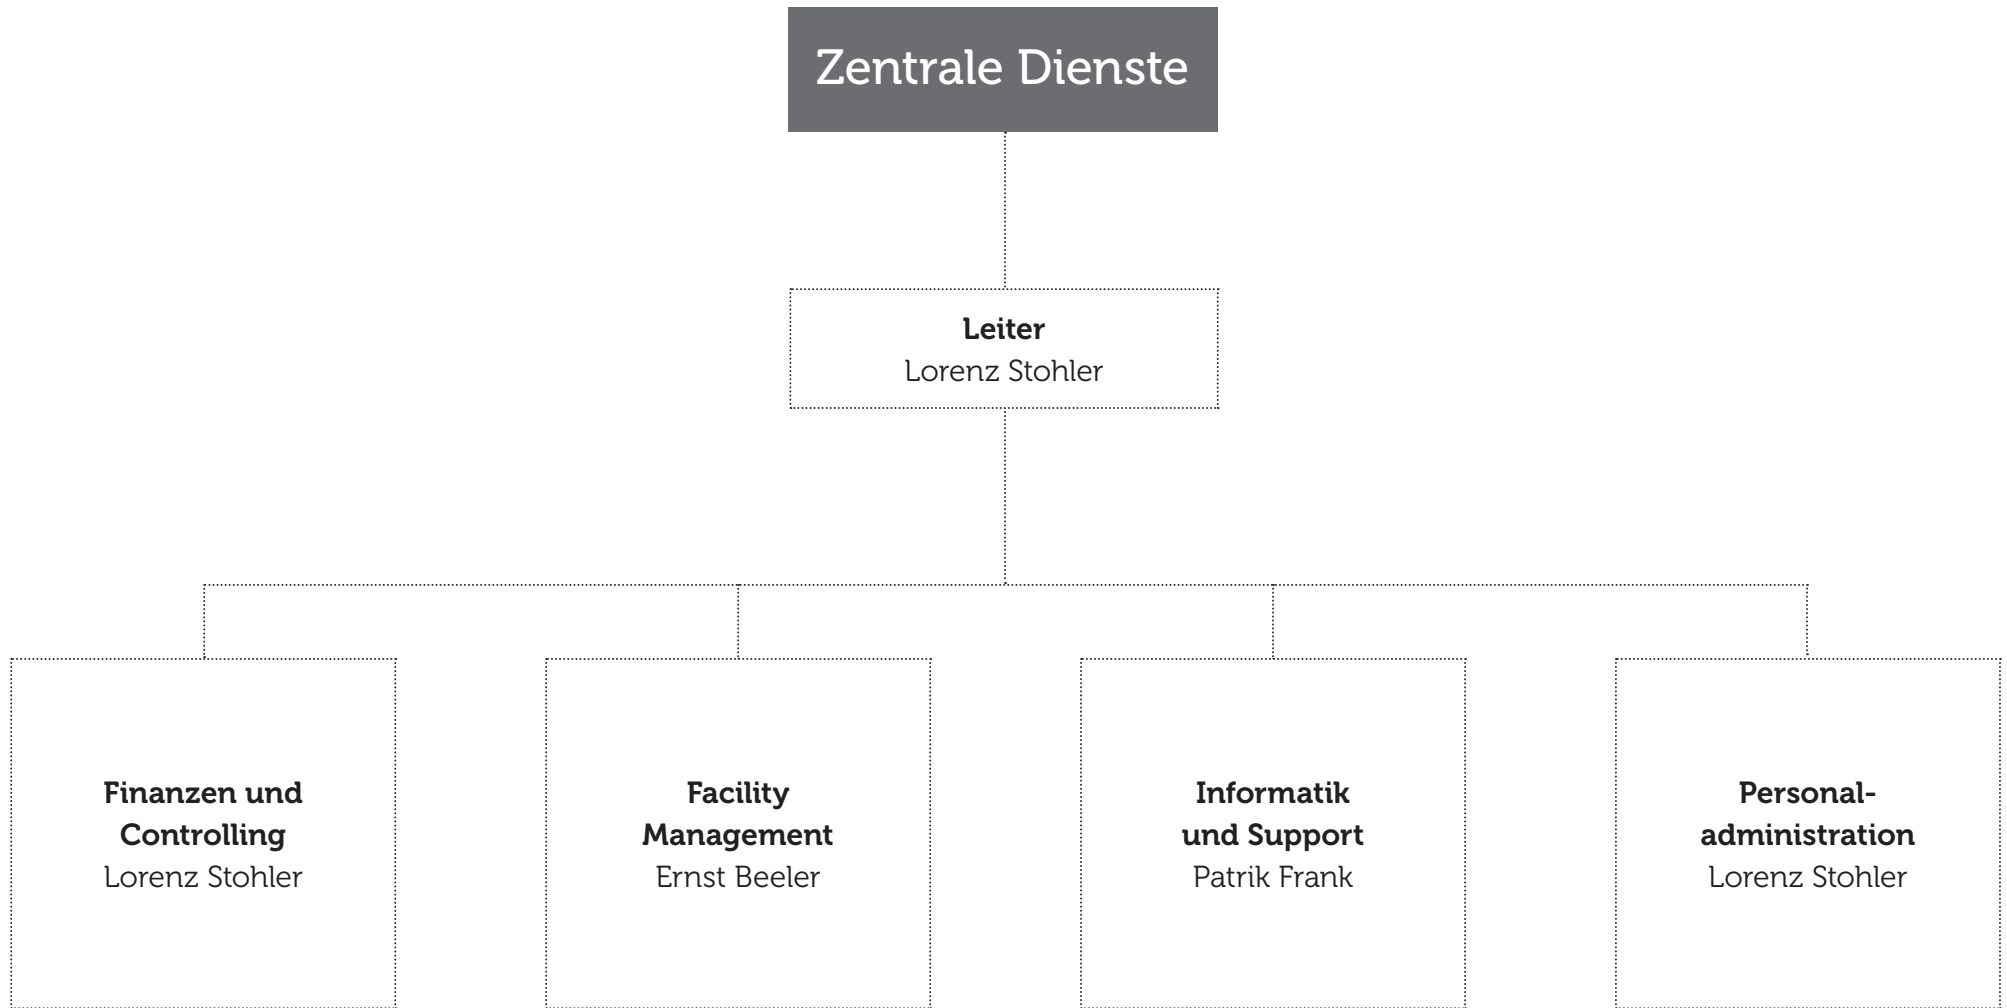 Zentrale Dienste
Leiter
Lorenz Stohler
Finanzen und
Controlling
Lorenz Stohler
Facility
Management
Ernst Beeler
Informatik
und Support
Patrik Frank
Personal-
administration
Lorenz Stohler